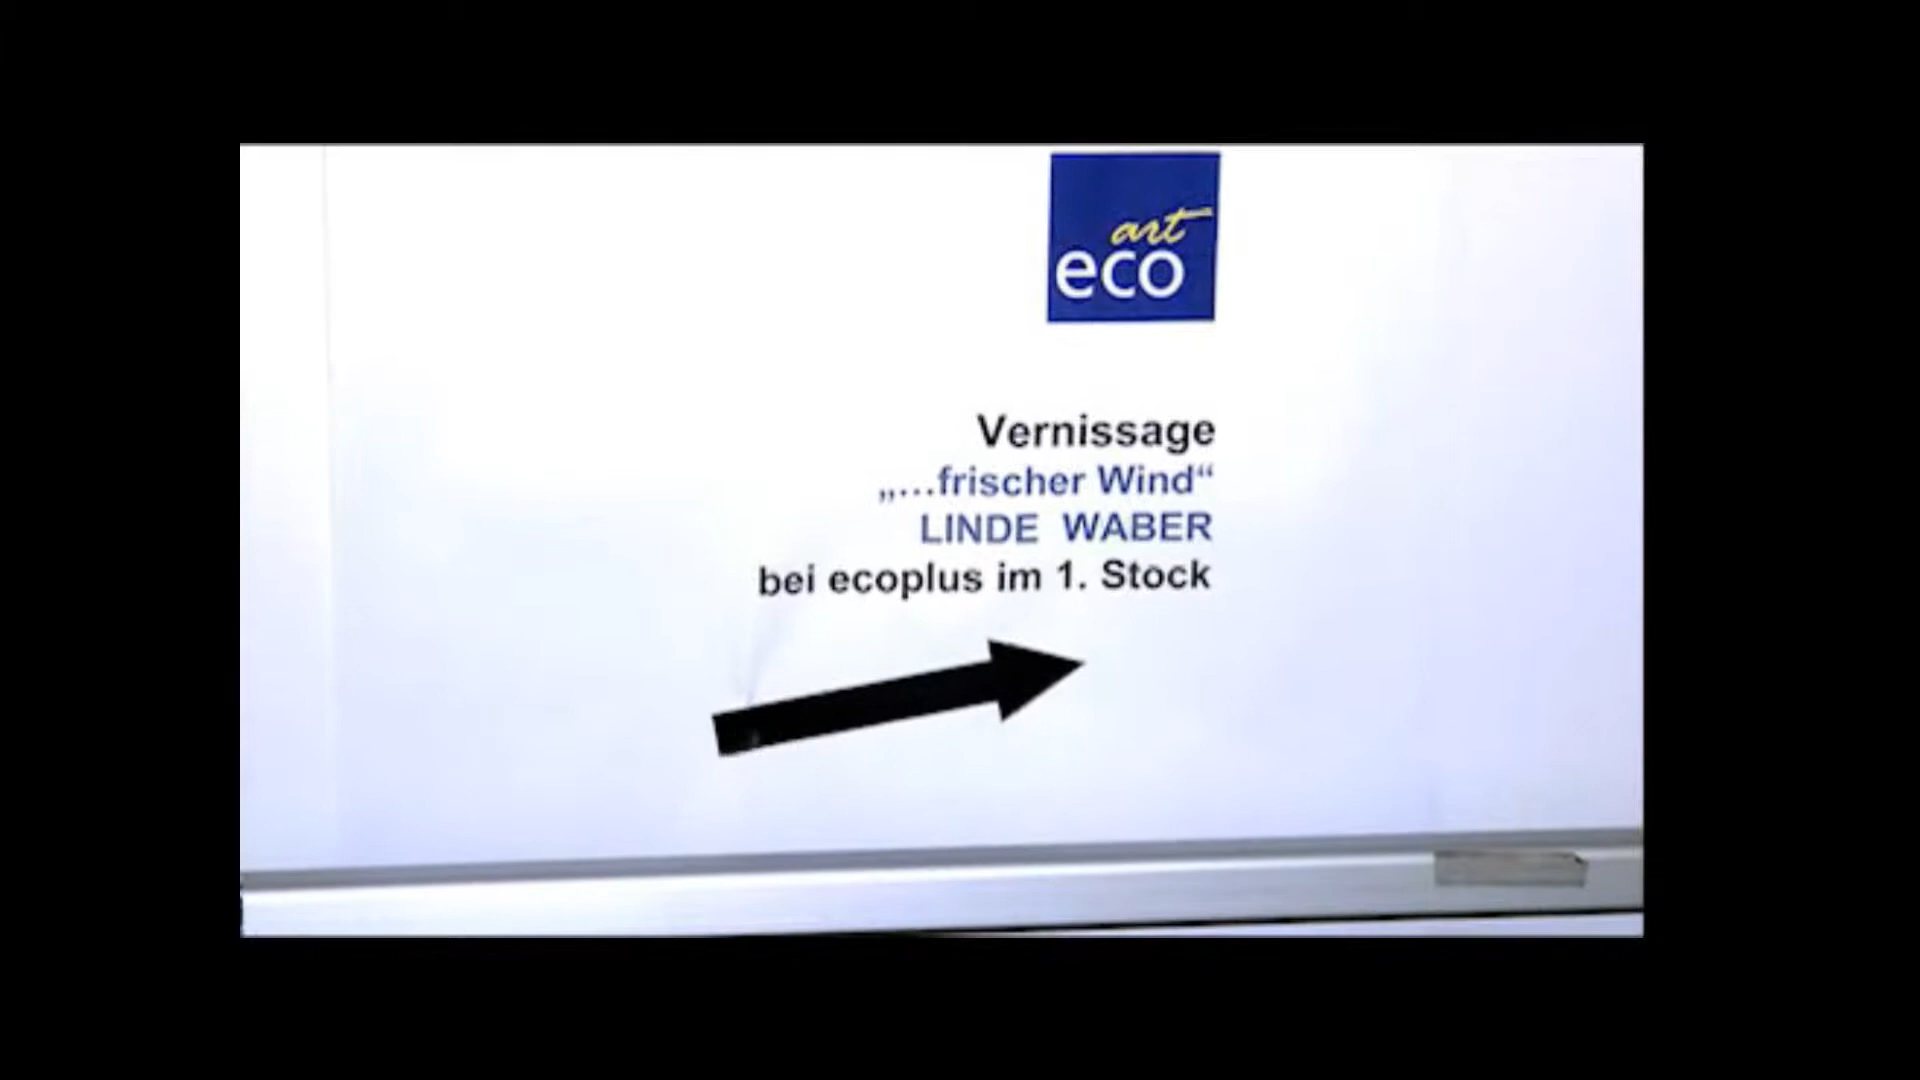 art
eco
Vernissage
„...frischer Wind“
LINDE WABER
bei ecoplus im 1. Stock